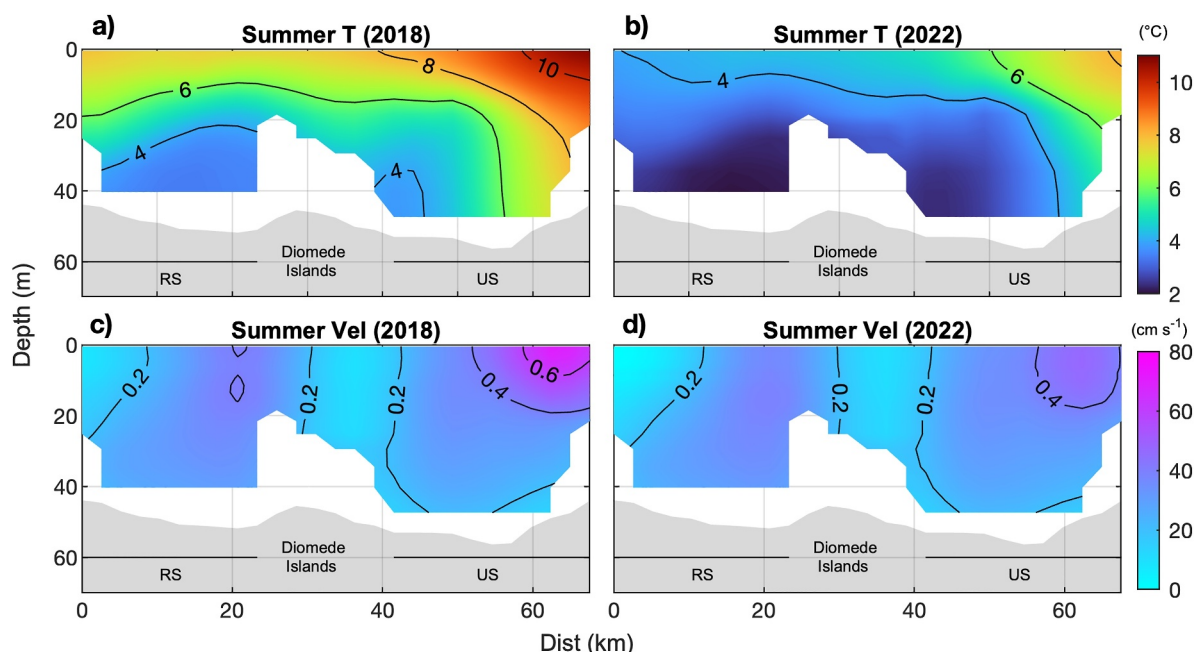 a)
Summer T (2018)
b)
Summer T (2022)
(°C)
0
20
40
60
6
8
10
4
4
Diomede
Islands
RS
US
4
6
Diomede
Islands
RS
US
10
8
6
4
2
Depth (m)
c)
Summer Vel (2018)
d)
Summer Vel (2022)
(cm s⁻¹)
0
20
40
60
0.2
0.2
0.2
0.4
0.6
Diomede
Islands
RS
US
0.2
0.2
0.2
0.4
Diomede
Islands
RS
US
80
60
40
20
0
0
20
40
60
0
20
40
60
Dist (km)